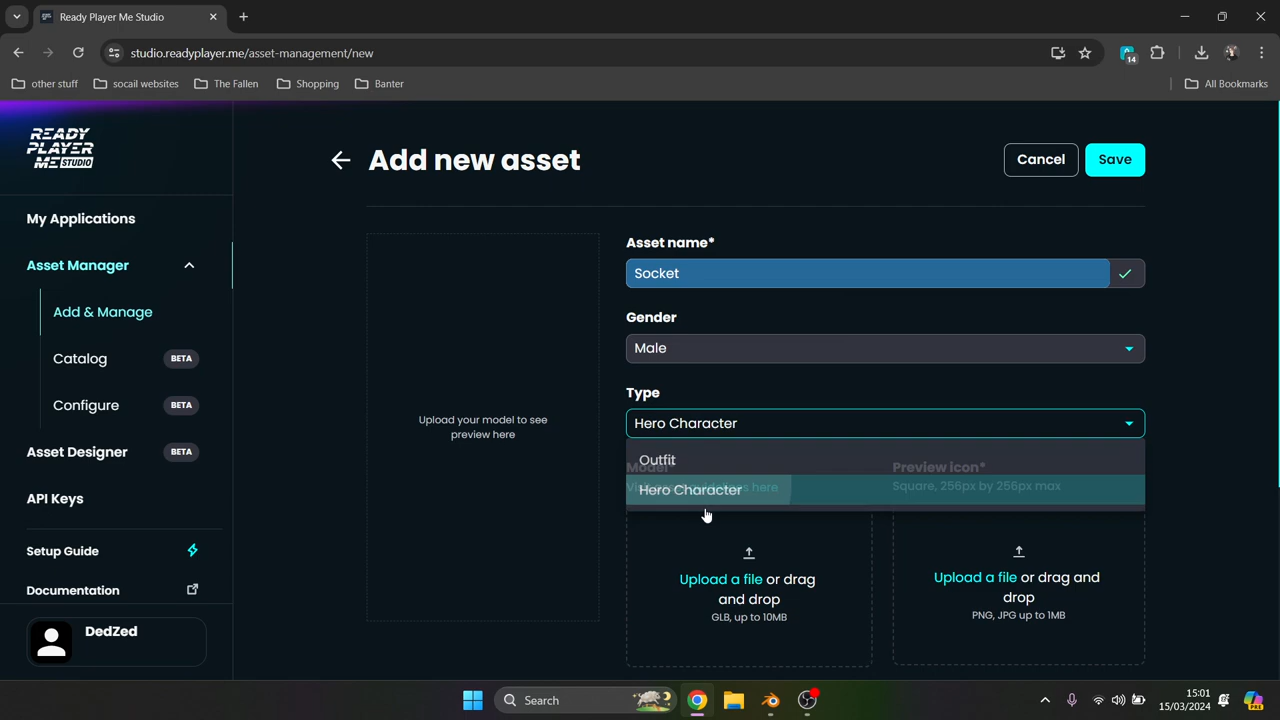 Ready Player Me Studio
studio.readyplayer.me/asset-management/new
14
other stuff
socail websites
The Fallen
Shopping
Banter
All Bookmarks
READY
PLAYER
ME STUDIO
My Applications
Asset Manager
Add & Manage
Catalog BETA
Configure BETA
Asset Designer BETA
API Keys
Setup Guide
Documentation
DedZed
Add new asset
Cancel
Save
Upload your model to see
preview here
Asset name*
Socket
Gender
Male
Type
Hero Character
Outfit
Hero Character
Model*
Preview icon*
Square, 256px by 256px max
Upload a file or drag
and drop
GLB, up to 10MB
Upload a file or drag and
drop
PNG, JPG up to 1MB
Search
15:01
15/03/2024
PRE